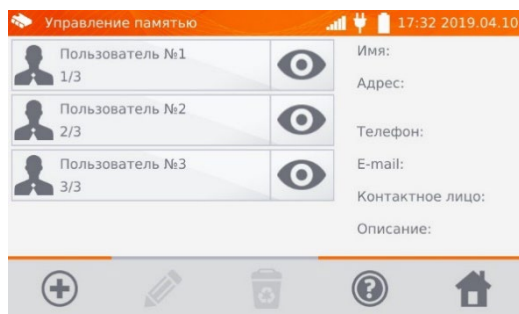 Управление памятью
17:32 2019.04.10
Пользователь №1
1/3
Пользователь №2
2/3
Пользователь №3
3/3
Имя:
Адрес:
Телефон:
E-mail:
Контактное лицо:
Описание:
?